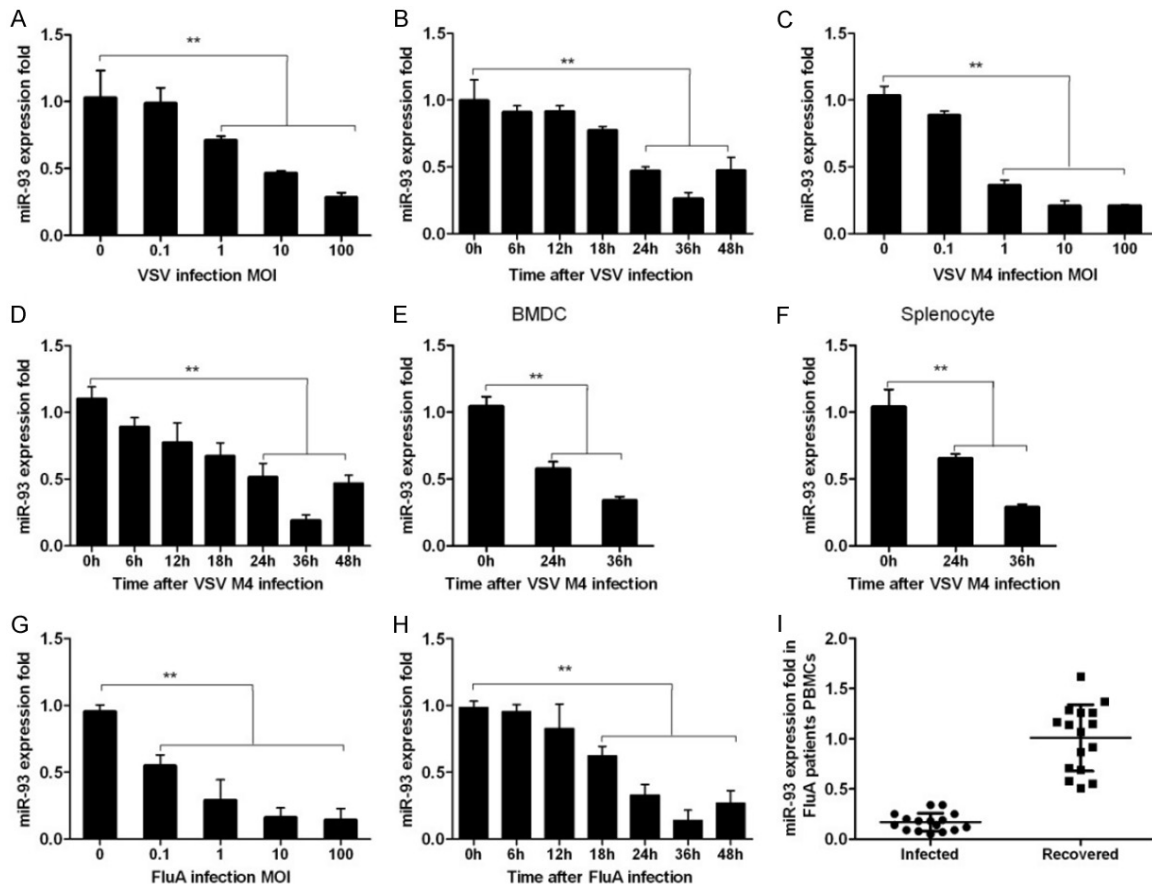 A
miR-93 expression fold
1.5
1.0
0.5
0.0
**
0 0.1 1 10 100
VSV infection MOI
B
miR-93 expression fold
1.5
1.0
0.5
0.0
**
0h 6h 12h 18h 24h 36h 48h
Time after VSV infection
C
miR-93 expression fold
1.5
1.0
0.5
0.0
**
0 0.1 1 10 100
VSV M4 infection MOI
D
miR-93 expression fold
1.5
1.0
0.5
0.0
**
0h 6h 12h 18h 24h 36h 48h
Time after VSV M4 infection
E
BMDC
miR-93 expression fold
1.5
1.0
0.5
0.0
**
0h 24h 36h
Time after VSV M4 infection
F
Splenocyte
miR-93 expression fold
1.5
1.0
0.5
0.0
**
0h 24h 36h
Time after VSV M4 infection
G
miR-93 expression fold
1.5
1.0
0.5
0.0
**
0 0.1 1 10 100
FluA infection MOI
H
miR-93 expression fold
1.5
1.0
0.5
0.0
**
0h 6h 12h 18h 24h 36h 48h
Time after FluA infection
I
miR-93 expression fold in
FluA patients PBMCs
2.0
1.5
1.0
0.5
0.0
Infected Recovered